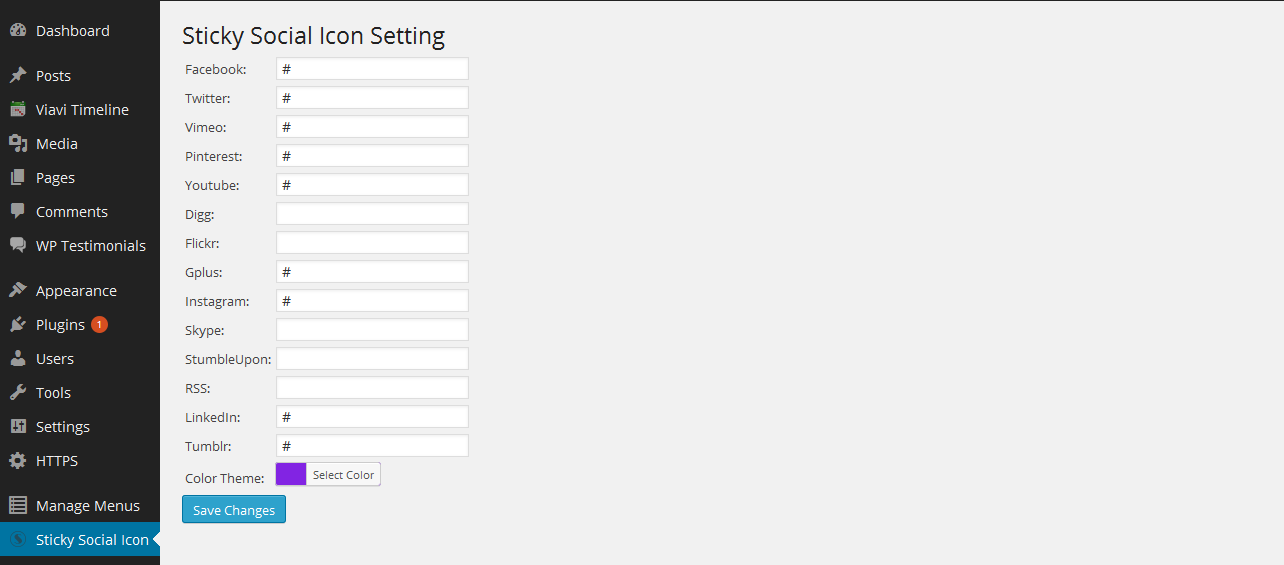 Dashboard
Posts
Viavi Timeline
Media
Pages
Comments
WP Testimonials
Appearance
Plugins 1
Users
Tools
Settings
HTTPS
Manage Menus
Sticky Social Icon
Sticky Social Icon Setting
Facebook: #
Twitter: #
Vimeo: #
Pinterest: #
Youtube: #
Digg:
Flickr:
Gplus: #
Instagram: #
Skype:
StumbleUpon:
RSS:
LinkedIn: #
Tumblr: #
Color Theme: Select Color
Save Changes